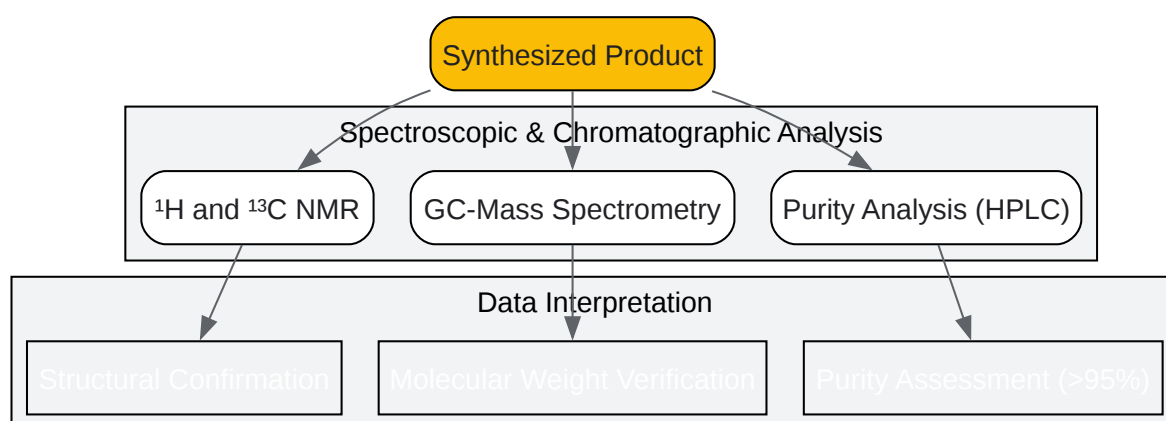 Synthesized Product
Spectroscopic & Chromatographic Analysis
¹H and ¹³C NMR
GC-Mass Spectrometry
Purity Analysis (HPLC)
Data Interpretation
Structural Confirmation
Molecular Weight Verification
Purity Assessment (>95%)